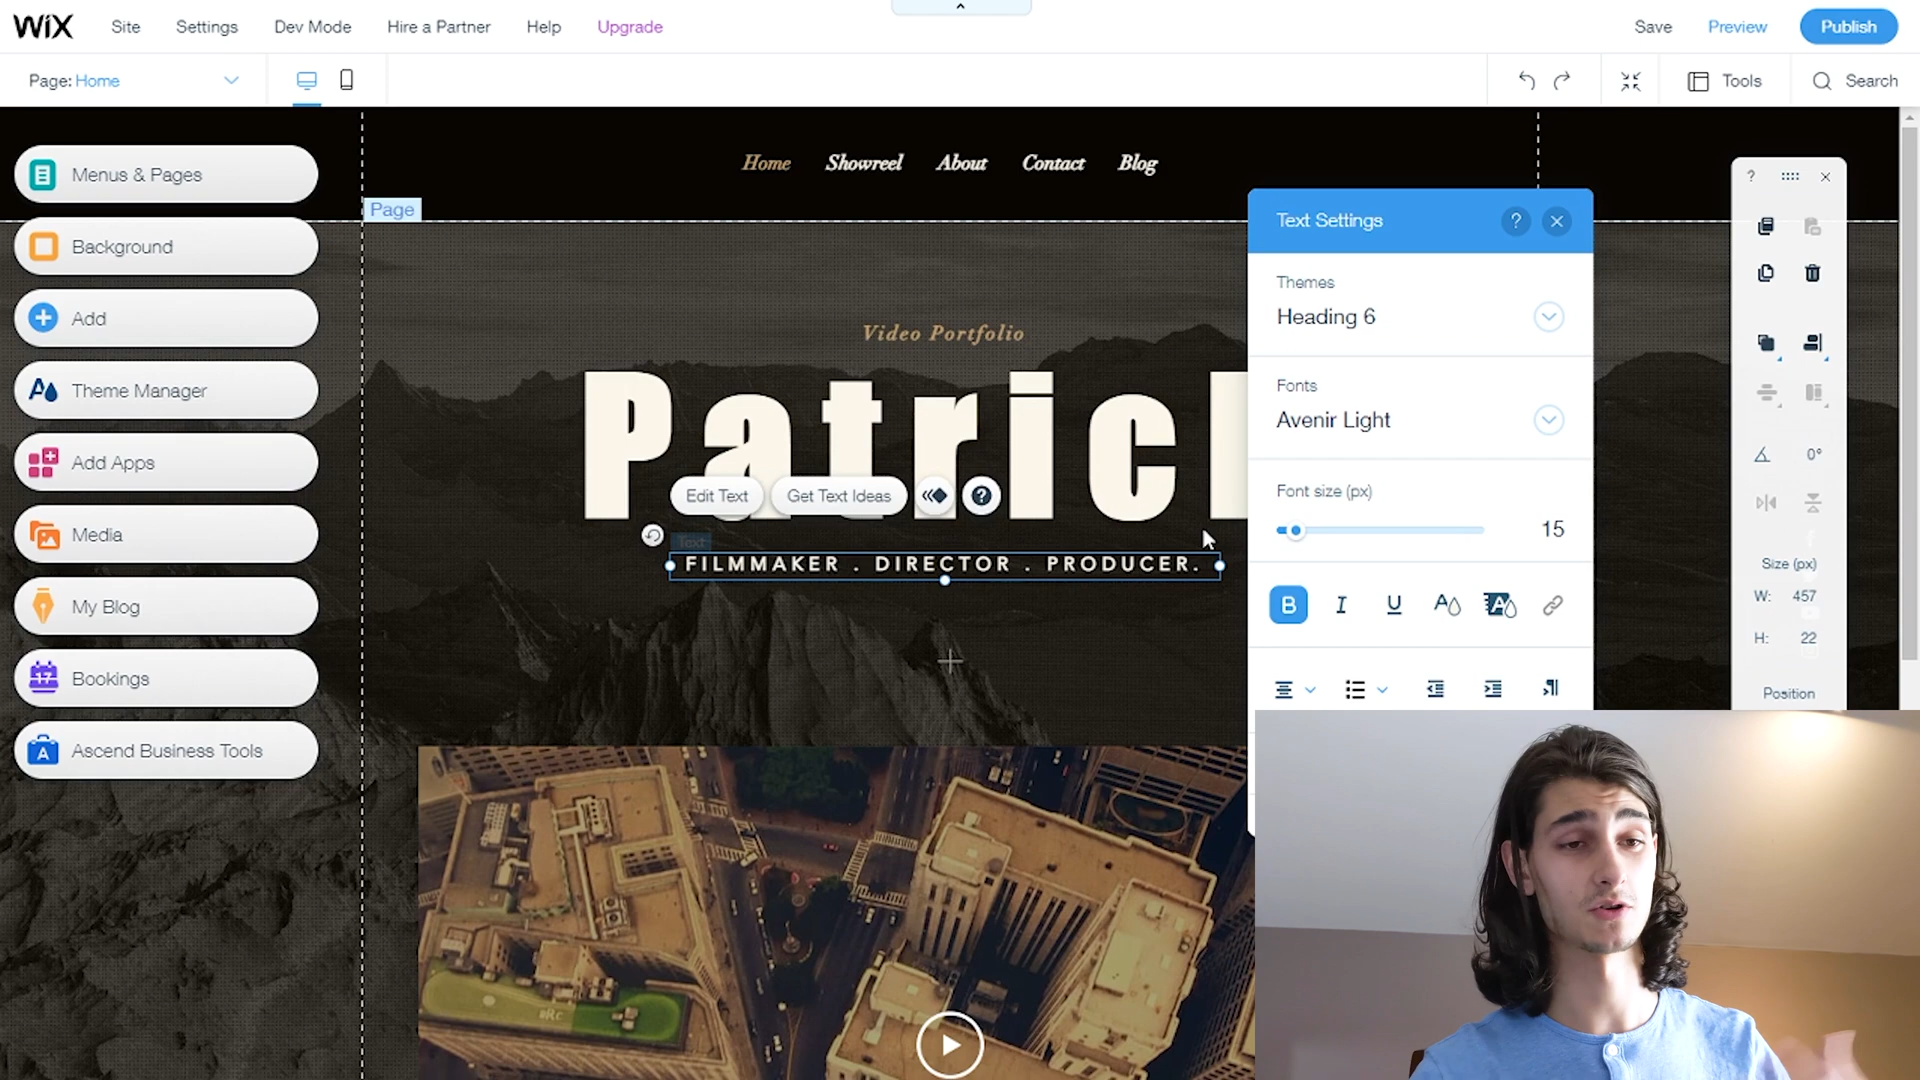 WiX Site Settings Dev Mode Hire a Partner Help Upgrade Save Preview Publish
Page: Home Tools Search
Home Showreel About Contact Blog
Menus & Pages
Background
Add
Theme Manager
Add Apps
Media
My Blog
17
Bookings
A
Ascend Business Tools
Page
Video Portfolio
Patric
Edit Text Get Text Ideas ?
Text
FILMMAKER . DIRECTOR . PRODUCER.
Text Settings ?
Themes
Heading 6
Fonts
Avenir Light
Font size (px)
15
B I U A A
?
0°
Size (px)
W: 457
H: 22
Position